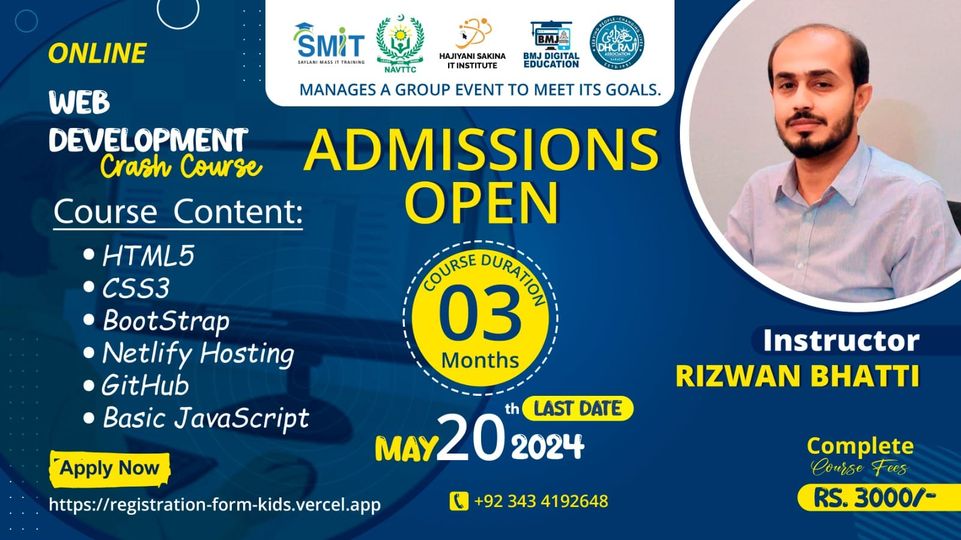 ONLINE
WEB
DEVELOPMENT
Crash Course
Course Content:
HTML5
CSS3
BootStrap
Netlify Hosting
GitHub
Basic JavaScript
Apply Now
https://registration-form-kids.vercel.app
SMIT
SAYLANI MASS IT TRAINING
NAVTTC
HAJIYANI SAKINA
IT INSTITUTE
BMJ
BMJ DIGITAL
EDUCATION
DHORAJI
ASSOCIATION
MANAGES A GROUP EVENT TO MEET ITS GOALS.
ADMISSIONS
OPEN
COURSE DURATION
03
Months
LAST DATE
MAY 20th 2024
+92 343 4192648
Instructor
RIZWAN BHATTI
Complete
Course Fees
RS. 3000/-